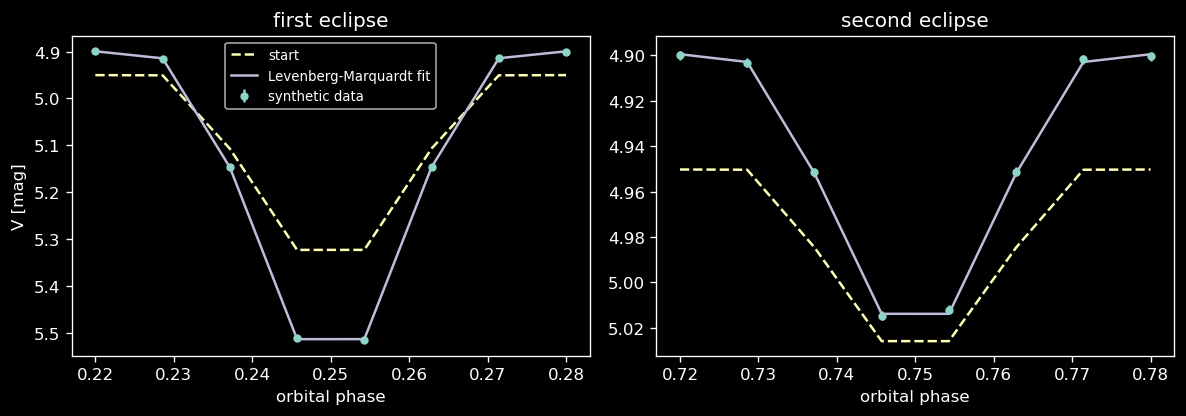 first eclipse
second eclipse
start
Levenberg-Marquardt fit
synthetic data
V [mag]
4.9
5.0
5.1
5.2
5.3
5.4
5.5
0.22 0.23 0.24 0.25 0.26 0.27 0.28
orbital phase
4.90
4.92
4.94
4.96
4.98
5.00
5.02
0.72 0.73 0.74 0.75 0.76 0.77 0.78
orbital phase